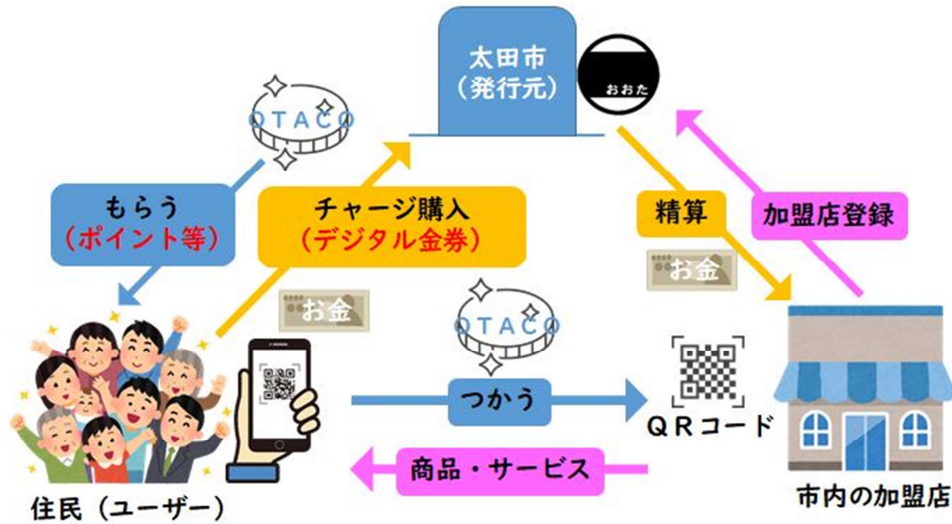 太田市
(発行元)
おおた
OTACO
もらう
(ポイント等)
チャージ購入
(デジタル金券)
精算
加盟店登録
お金
お金
OTACO
つかう
QRコード
商品・サービス
住民(ユーザー)
市内の加盟店